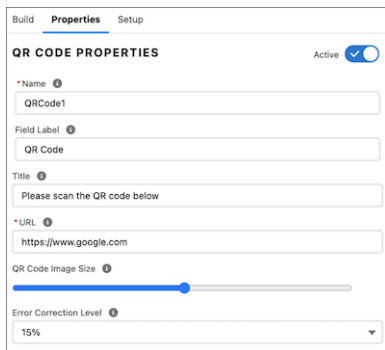 Build Properties Setup
QR CODE PROPERTIES Active
*Name
QRCode1
Field Label
QR Code
Title
Please scan the QR code below
*URL
https://www.google.com
QR Code Image Size
Error Correction Level
15%